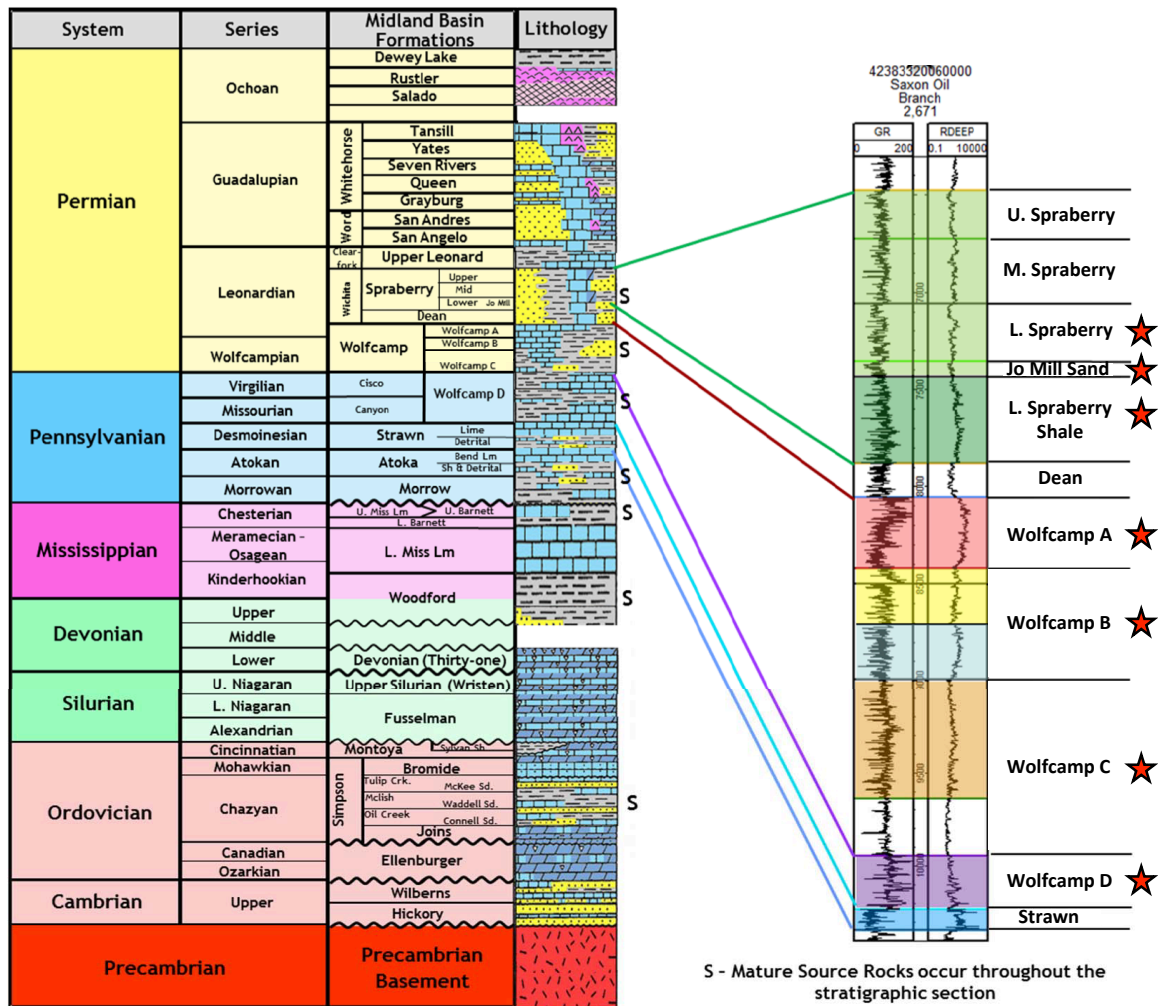 System
Series
Midland Basin
Formations
Lithology
Permian
Ochoan
Dewey Lake
Rustler
Salado
Guadalupian
Whitehorse
Tansill
Yates
Seven Rivers
Queen
Grayburg
Word
San Andres
San Angelo
Leonardian
Clear-
fork
Upper Leonard
Wichita
Spraberry
Upper
Mid
Lower Jo Mill
Dean
S
Wolfcampian
Wolfcamp
Wolfcamp A
Wolfcamp B
Wolfcamp C
S
Pennsylvanian
Virgilian
Cisco
Wolfcamp D
Missourian
Canyon
S
Desmoinesian
Strawn
Lime
Detrital
Atokan
Atoka
Bend Lm
Sh & Detrital
S
Morrowan
Morrow
Mississippian
Chesterian
U. Miss Lm
U. Barnett
L. Barnett
S
Meramecian -
Osagean
L. Miss Lm
Kinderhookian
Woodford
S
Devonian
Upper
Middle
Lower
Devonian (Thirty-one)
Silurian
U. Niagaran
Upper Silurian (Wristen)
L. Niagaran
Fusselman
Alexandrian
Ordovician
Cincinnatian
Montoya
Sylvan Sh
Mohawkian
Simpson
Bromide
Tulip Crk.
McKee Sd.
Chazyan
Mclish
Waddell Sd.
S
Oil Creek
Connell Sd.
Joins
Canadian
Ellenburger
Ozarkian
Cambrian
Upper
Wilberns
Hickory
Precambrian
Precambrian
Basement
42383320060000
Saxon Oil
Branch
2,671
GR
RDEEP
0 200
0.1 10000
7000
7500
8000
8500
9000
9500
10000
U. Spraberry
M. Spraberry
L. Spraberry
Jo Mill Sand
L. Spraberry
Shale
Dean
Wolfcamp A
Wolfcamp B
Wolfcamp C
Wolfcamp D
Strawn
S - Mature Source Rocks occur throughout the
stratigraphic section